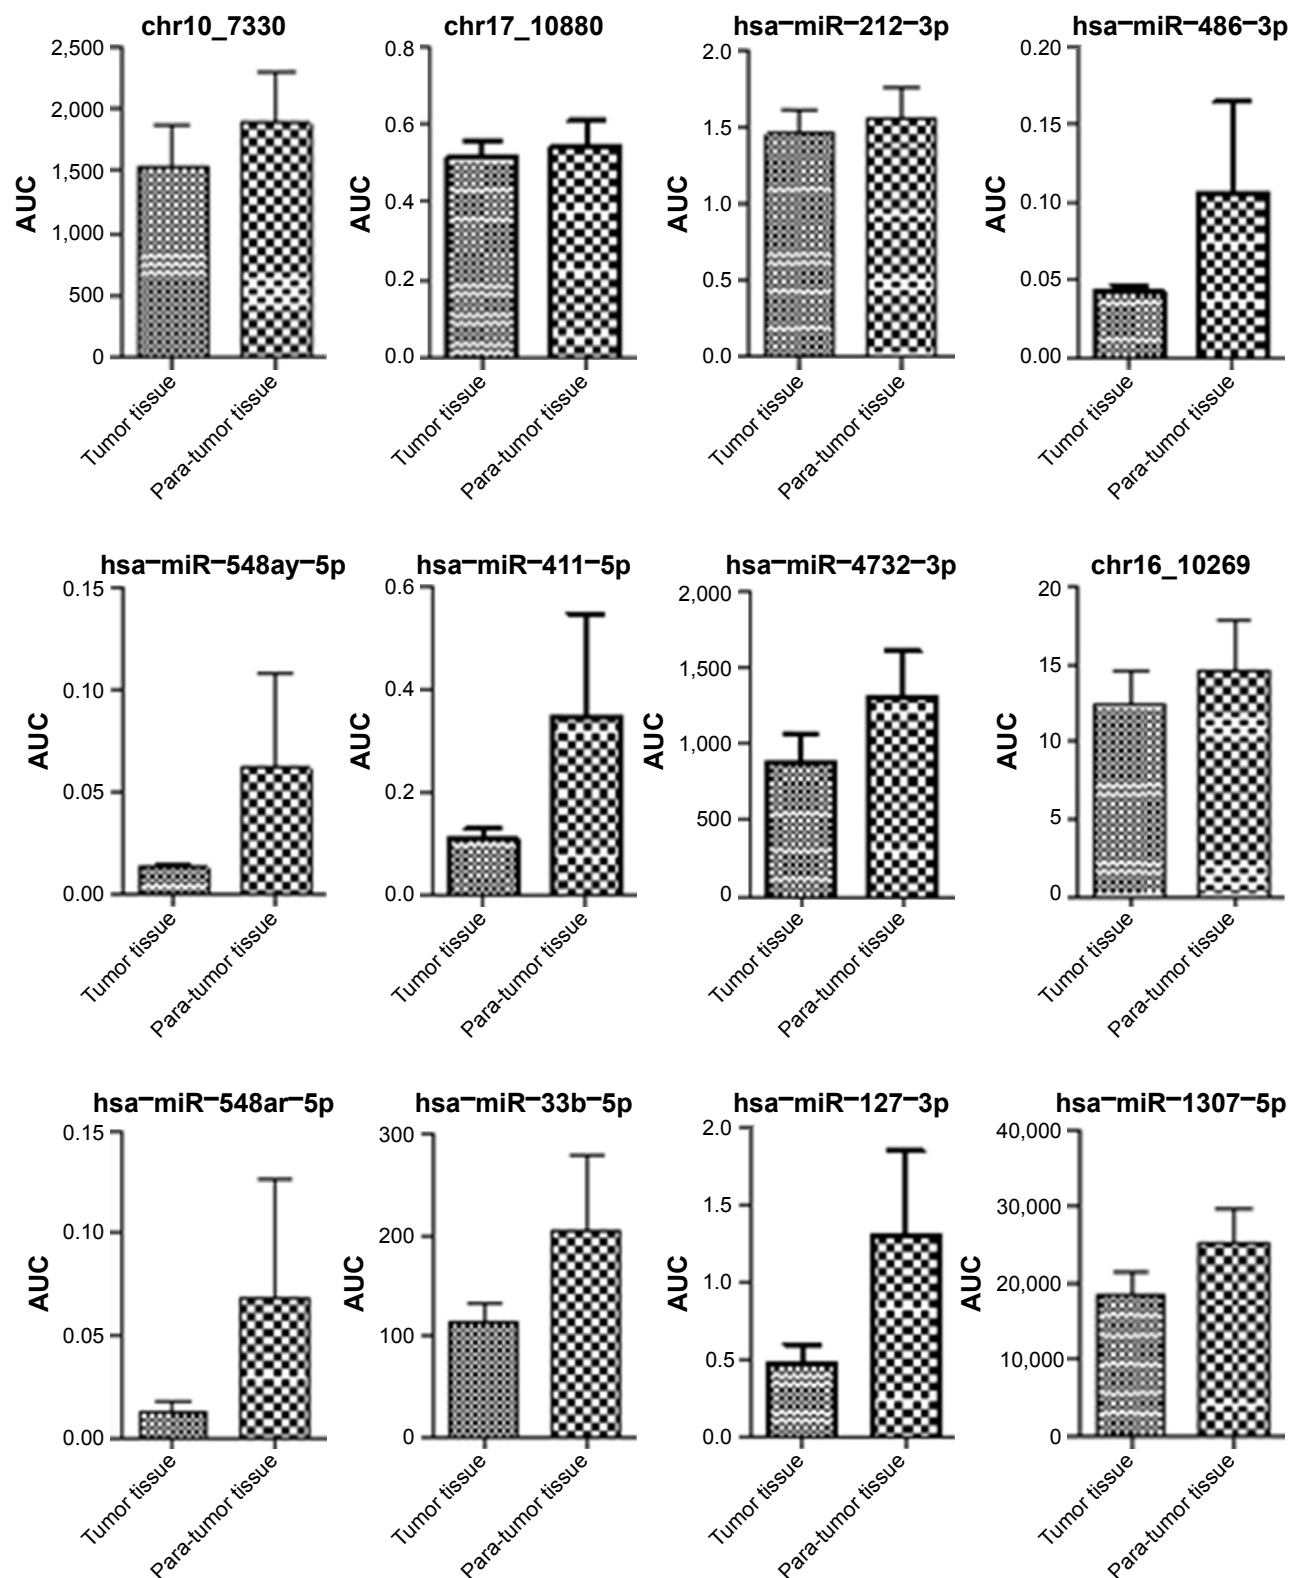 chr10_7330
2,500
2,000
1,500
1,000
500
0
AUC
Tumor tissue
Para-tumor tissue
chr17_10880
0.8
0.6
0.4
0.2
0.0
AUC
Tumor tissue
Para-tumor tissue
hsa-miR-212-3p
2.0
1.5
1.0
0.5
0.0
AUC
Tumor tissue
Para-tumor tissue
hsa-miR-486-3p
0.20
0.15
0.10
0.05
0.00
AUC
Tumor tissue
Para-tumor tissue
hsa-miR-548ay-5p
0.15
0.10
0.05
0.00
AUC
Tumor tissue
Para-tumor tissue
hsa-miR-411-5p
0.6
0.4
0.2
0.0
AUC
Tumor tissue
Para-tumor tissue
hsa-miR-4732-3p
2,000
1,500
1,000
500
0
AUC
Tumor tissue
Para-tumor tissue
chr16_10269
20
15
10
5
0
AUC
Tumor tissue
Para-tumor tissue
hsa-miR-548ar-5p
0.15
0.10
0.05
0.00
AUC
Tumor tissue
Para-tumor tissue
hsa-miR-33b-5p
300
200
100
0
AUC
Tumor tissue
Para-tumor tissue
hsa-miR-127-3p
2.0
1.5
1.0
0.5
0.0
AUC
Tumor tissue
Para-tumor tissue
hsa-miR-1307-5p
40,000
30,000
20,000
10,000
0
AUC
Tumor tissue
Para-tumor tissue